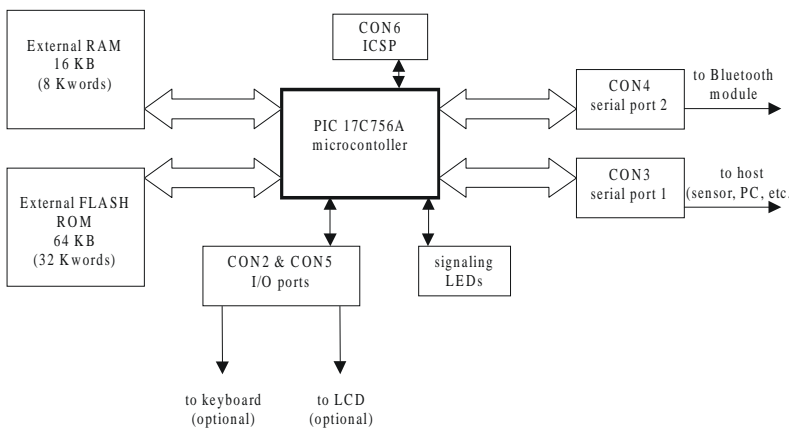 External RAM
16 KB
(8 Kwords)
CON6
ICSP
PIC 17C756A
microcontoller
CON4
serial port 2
to Bluetooth
module
External FLASH
ROM
64 KB
(32 Kwords)
CON3
serial port 1
to host
(sensor, PC, etc.
CON2 & CON5
I/O ports
signaling
LEDs
to keyboard
(optional)
to LCD
(optional)